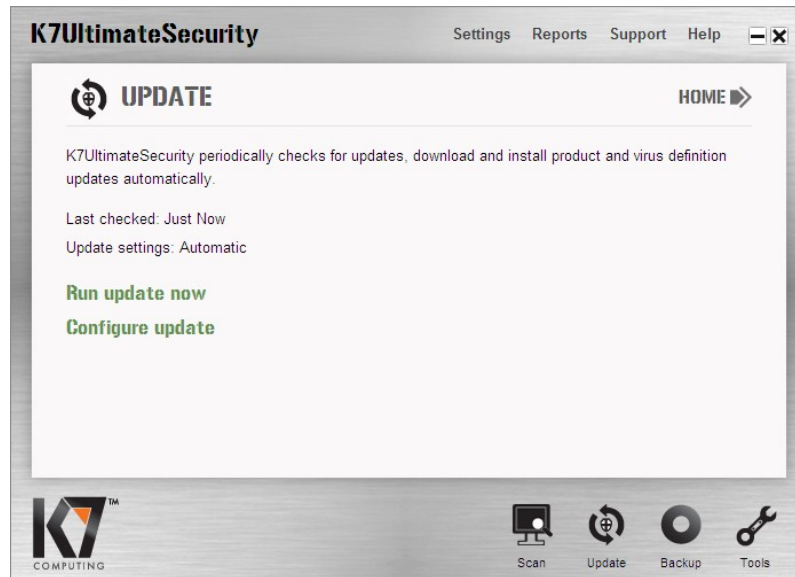 K7UltimateSecurity
Settings Reports Support Help
UPDATE
HOME
K7UltimateSecurity periodically checks for updates, download and install product and virus definition
updates automatically.
Last checked: Just Now
Update settings: Automatic
Run update now
Configure update
K7 TM
COMPUTING
Scan Update Backup Tools